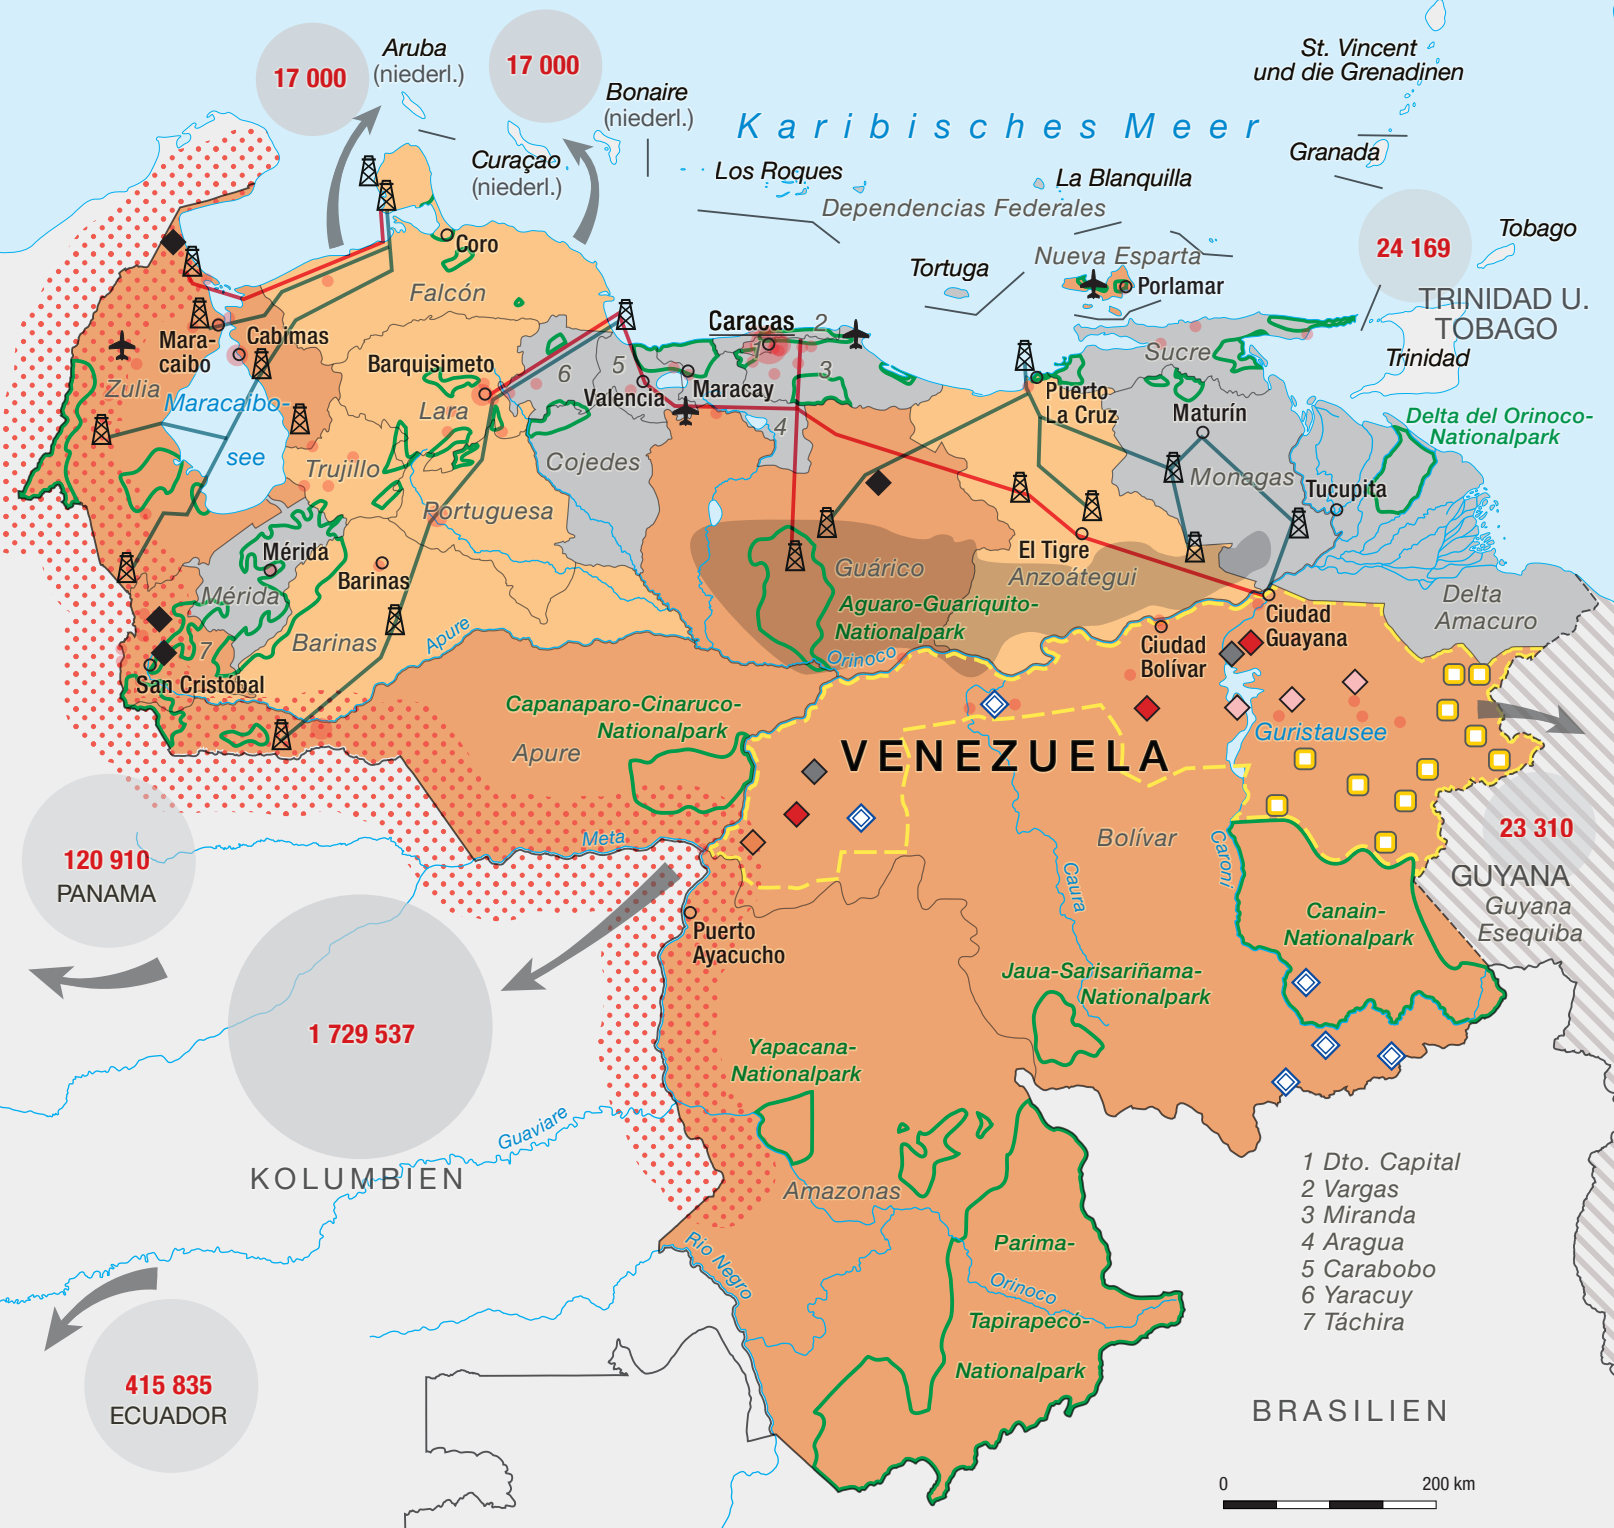 17 000
Aruba
(niederl.)
17 000
Bonaire
(niederl.)
Curaçao
(niederl.)
Karibisches Meer
St. Vincent
und die Grenadinen
Granada
Los Roques
La Blanquilla
Dependencias Federales
Tobago
24 169
TRINIDAD U.
TOBAGO
Trinidad
Nueva Esparta
Porlamar
Tortuga
Coro
Falcón
Caracas
2
1
3
Mara-
caibo
Cabimas
Barquisimeto
6
5
Valencia
Maracay
4
Sucre
Puerto
La Cruz
Maturín
Delta del Orinoco-
Nationalpark
Zulia
Maracaibo-
see
Lara
Trujillo
Cojedes
Portuguesa
Monagas
Tucupita
Mérida
Mérida
Barinas
Barinas
El Tigre
Anzoátegui
Guárico
Aguaro-Guariquito-
Nationalpark
Orinoco
Apure
Delta
Amacuro
Ciudad
Guayana
Ciudad
Bolívar
7
San Cristóbal
Capanaparo-Cinaruco-
Nationalpark
Apure
VENEZUELA
Guristausee
Meta
Bolívar
Caroni
Caura
23 310
GUYANA
Guyana
Esequiba
120 910
PANAMA
Puerto
Ayacucho
Canain-
Nationalpark
Jaua-Sarisariñama-
Nationalpark
1 729 537
KOLUMBIEN
Guaviare
Yapacana-
Nationalpark
Amazonas
Rio Negro
Parima-
Orinoco
Tapirapecó-
Nationalpark
1 Dto. Capital
2 Vargas
3 Miranda
4 Aragua
5 Carabobo
6 Yaracuy
7 Táchira
415 835
ECUADOR
BRASILIEN
0 200 km